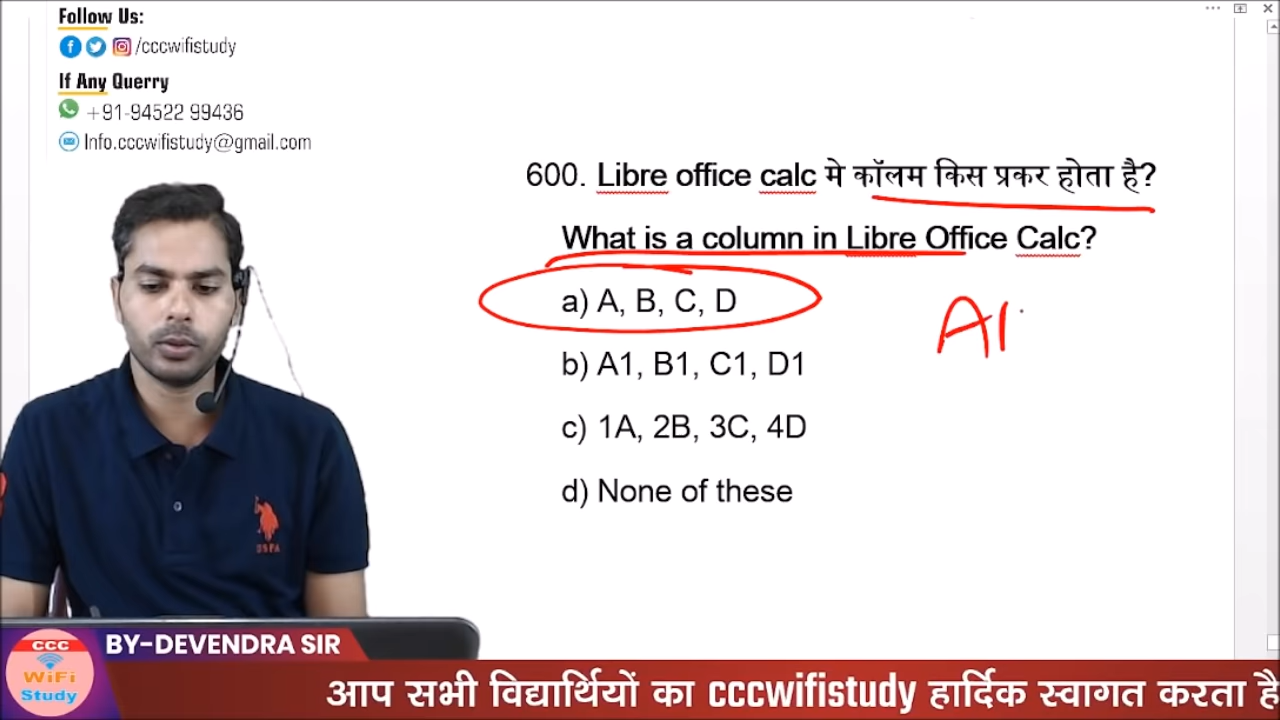 Follow Us:
/cccwifistudy
If Any Querry
+91-94522 99436
Info.cccwifistudy@gmail.com
600. Libre office calc मे कॉलम किस प्रकर होता है?
What is a column in Libre Office Calc?
a) A, B, C, D
A1
b) A1, B1, C1, D1
c) 1A, 2B, 3C, 4D
d) None of these
USPA
CCC
WiFi
Study
BY-DEVENDRA SIR
आप सभी विद्यार्थियों का cccwifistudy हार्दिक स्वागत करता है